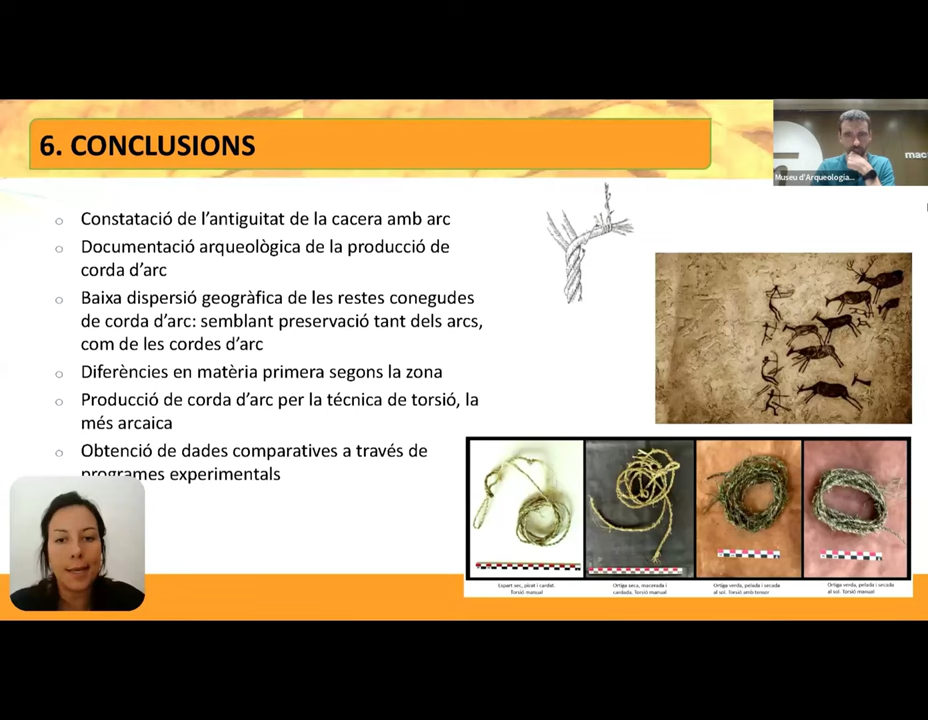 6. CONCLUSIONS
mac
Museu d'Arqueologia...
Constatació de l'antiguitat de la cacera amb arc
Documentació arqueològica de la producció de
corda d'arc
Baixa dispersió geogràfica de les restes conegudes
de corda d'arc: semblant preservació tant dels arcs,
com de les cordes d'arc
Diferències en matèria primera segons la zona
Producció de corda d'arc per la técnica de torsió, la
més arcaica
Obtenció de dades comparatives a través de
programes experimentals
Espart sec, picat i cardat.
Torsió manual
Ortiga seca, macerada i
cardada. Torsió manual
Ortiga verda, pelada i secada
al sol. Torsió amb tensor
Ortiga verda, pelada i secada
al sol. Torsió manual